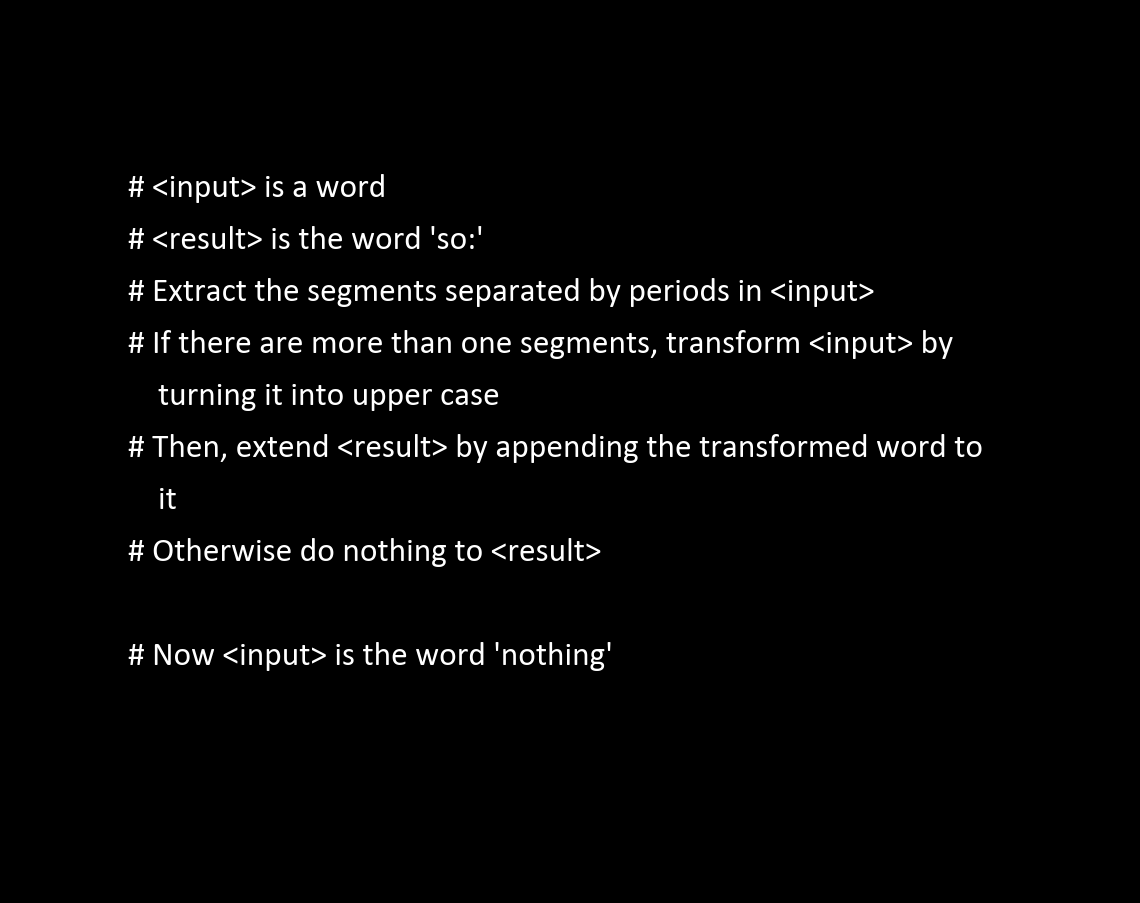 # <input> is a word
# <result> is the word 'so:'
# Extract the segments separated by periods in <input>
# If there are more than one segments, transform <input> by
turning it into upper case
# Then, extend <result> by appending the transformed word to
it
# Otherwise do nothing to <result>
# Now <input> is the word 'nothing'